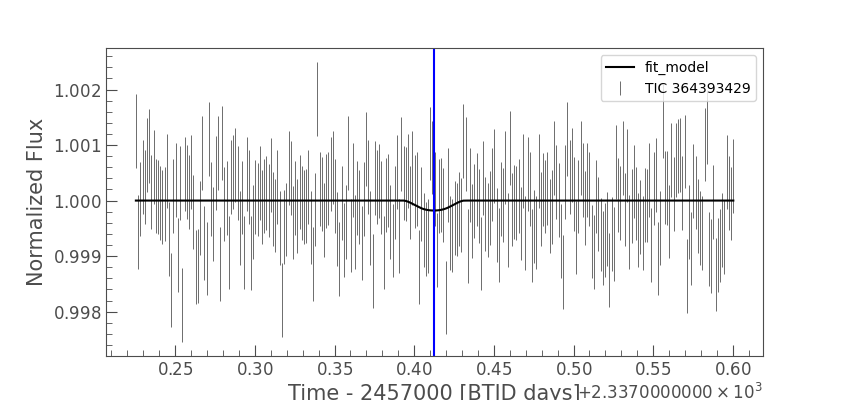 fit_model
TIC 364393429
1.002
1.001
1.000
0.999
0.998
Normalized Flux
0.25 0.30 0.35 0.40 0.45 0.50 0.55 0.60
Time - 2457000 [BTJD days]
+2.3370000000 × 10³